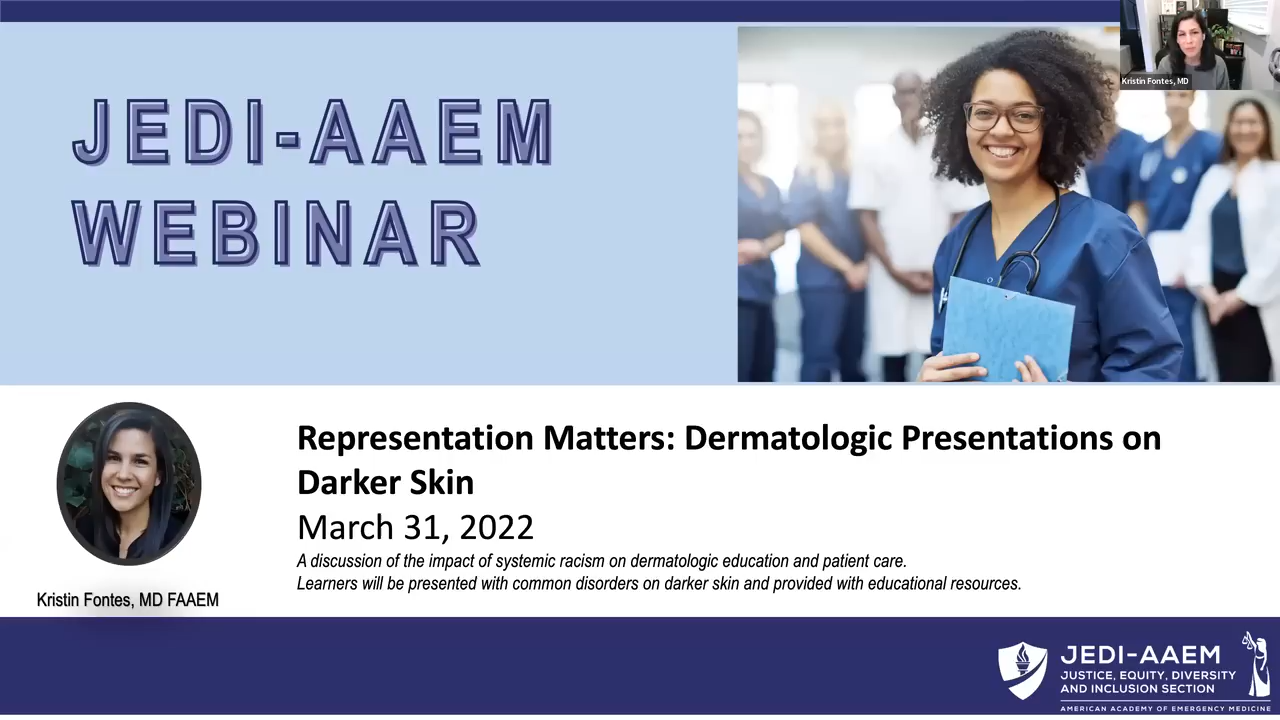 JEDI-AAEM
WEBINAR
Kristin Fontes, MD
Representation Matters: Dermatologic Presentations on
Darker Skin
March 31, 2022
A discussion of the impact of systemic racism on dermatologic education and patient care.
Learners will be presented with common disorders on darker skin and provided with educational resources.
Kristin Fontes, MD FAAEM
JEDI-AAEM
JUSTICE, EQUITY, DIVERSITY
AND INCLUSION SECTION
AMERICAN ACADEMY OF EMERGENCY MEDICINE